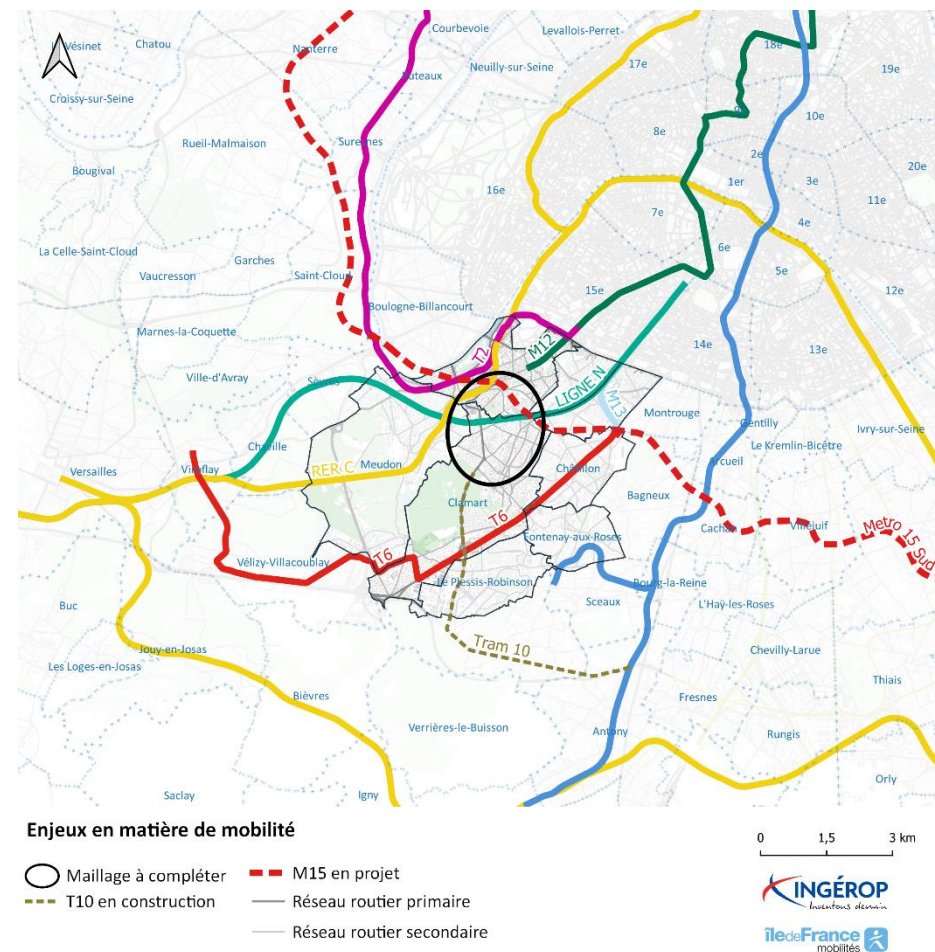 Le Vésinet
Chatou
Nanterre
Courbevoie
Levallois-Perret
18e
19e
Croissy-sur-Seine
Puteaux
Neuilly-sur-Seine
17e
9e
10e
Rueil-Malmaison
Suresnes
8e
2e
20e
Bougival
16e
1er
3e
11e
7e
4e
La Celle-Saint-Cloud
Garches
6e
Vaucresson
Saint-Cloud
5e
12e
15e
Boulogne-Billancourt
Marnes-la-Coquette
14e
13e
M12
T2
Ville-d'Avray
Sèvres
LIGNE N
M13
Montrouge
Gentilly
Ivry-sur-Seine
Chaville
Le Kremlin-Bicêtre
Versailles
Viroflay
RER C
Meudon
Châtillon
Arcueil
Bagneux
Clamart
T6
Cachan
Villejuif
Metro 15 Sud
Fontenay-aux-Roses
Vélizy-Villacoublay
T6
Le Plessis-Robinson
Bourg-la-Reine
Sceaux
L'Haÿ-les-Roses
Buc
Tram 10
Jouy-en-Josas
Chevilly-Larue
Les Loges-en-Josas
Thiais
Bièvres
Fresnes
Verrières-le-Buisson
Antony
Rungis
Orly
Saclay
Igny
Enjeux en matière de mobilité
0 1,5 3 km
Maillage à compléter
M15 en projet
T10 en construction
Réseau routier primaire
Réseau routier secondaire
INGÉROP
Inventons demain
îledeFrance
mobilités